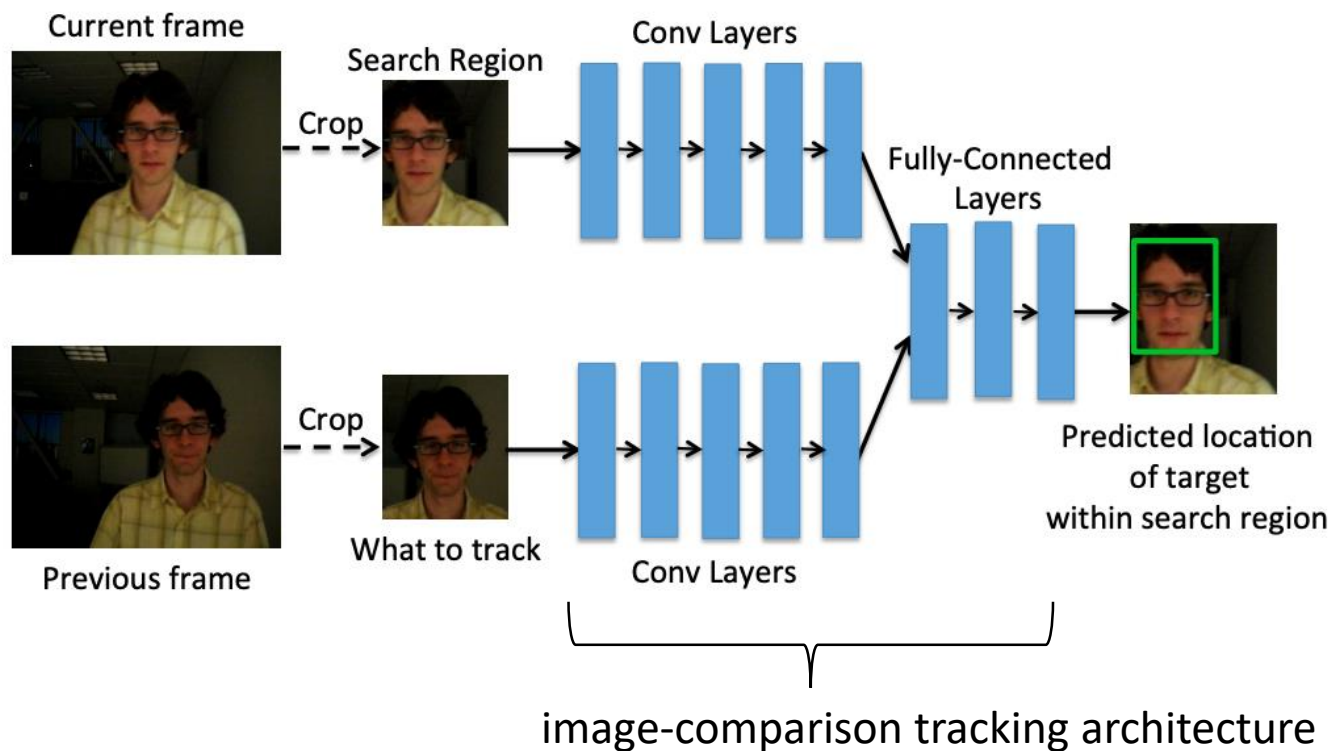 Current frame
Crop
Search Region
Conv Layers
Fully-Connected
Layers
Previous frame
Crop
What to track
Conv Layers
Predicted location
of target
within search region
image-comparison tracking architecture